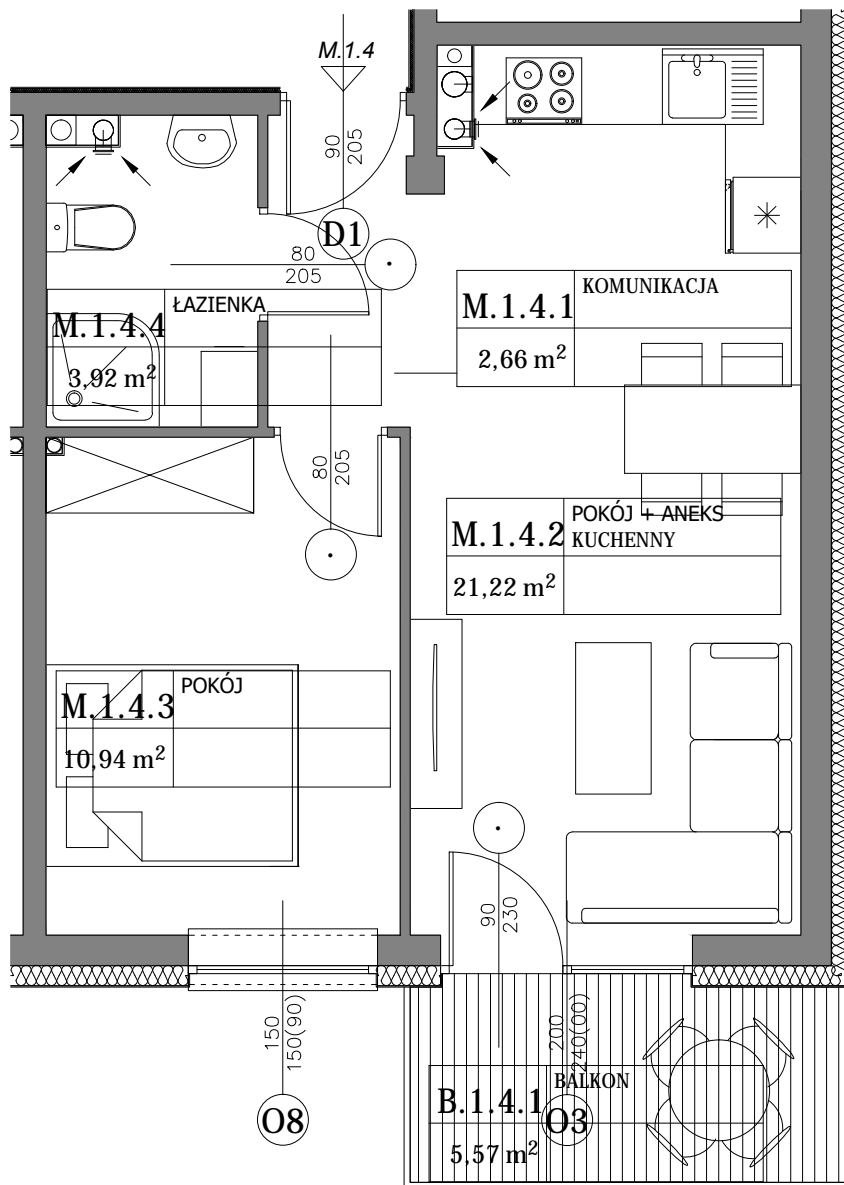 M.1.4
90
205
D1
80
205
M.1.4.4
ŁAZIENKA
3,92 m²
M.1.4.1
KOMUNIKACJA
2,66 m²
80
205
M.1.4.2
POKÓJ + ANEKS
KUCHENNY
21,22 m²
M.1.4.3
POKÓJ
10,94 m²
90
230
150
150(90)
200
240(00)
O8
B.1.4.1
BALKON
O3
5,57 m²